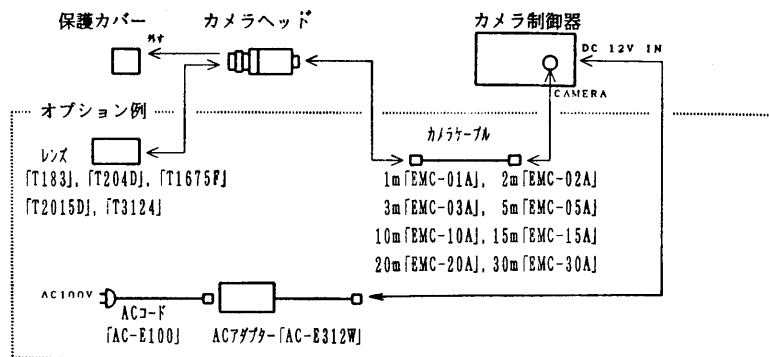 保護カバー
カメラヘッド
カメラ制御器
外す
DC 12V IN
CAMERA
オプション例
レンズ
「T183」,「T204D」,「T1675F」
「T2015D」,「T3124」
カメラケーブル
1m「EMC-01A」, 2m「EMC-02A」
3m「EMC-03A」 5m「EMC-05A」
10m「EMC-10A」, 15m「EMC-15A」
20m「EMC-20A」, 30m「EMC-30A」
AC100V
ACコード
「AC-E100」
ACアダプター「AC-E312W」